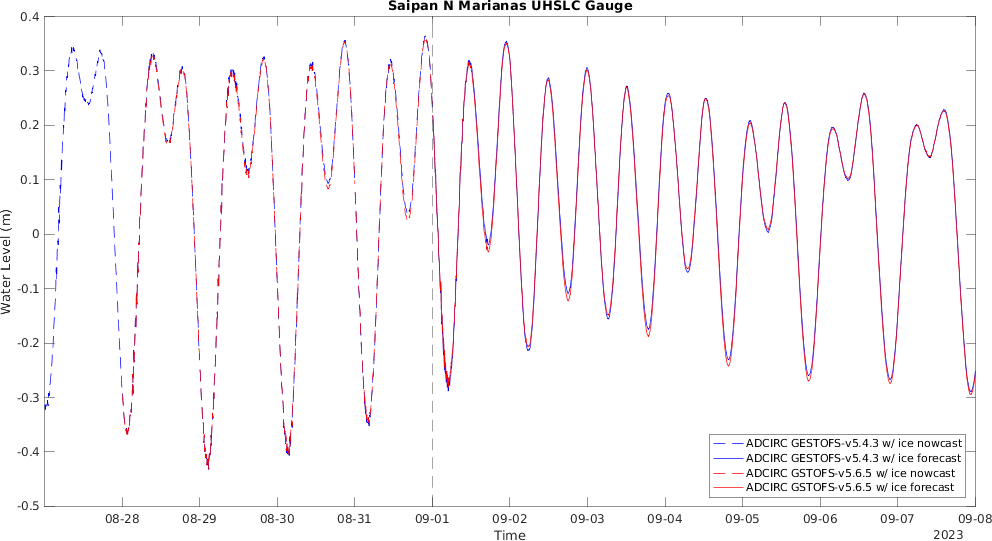 Saipan N Marianas UHSLC Gauge
Water Level (m)
0.4
0.3
0.2
0.1
0
-0.1
-0.2
-0.3
-0.4
-0.5
ADCIRC GESTOFS-v5.4.3 w/ ice nowcast
ADCIRC GESTOFS-v5.4.3 w/ ice forecast
ADCIRC GSTOFS-v5.6.5 w/ ice nowcast
ADCIRC GSTOFS-v5.6.5 w/ ice forecast
08-28 08-29 08-30 08-31 09-01 09-02 09-03 09-04 09-05 09-06 09-07 09-08
Time
2023